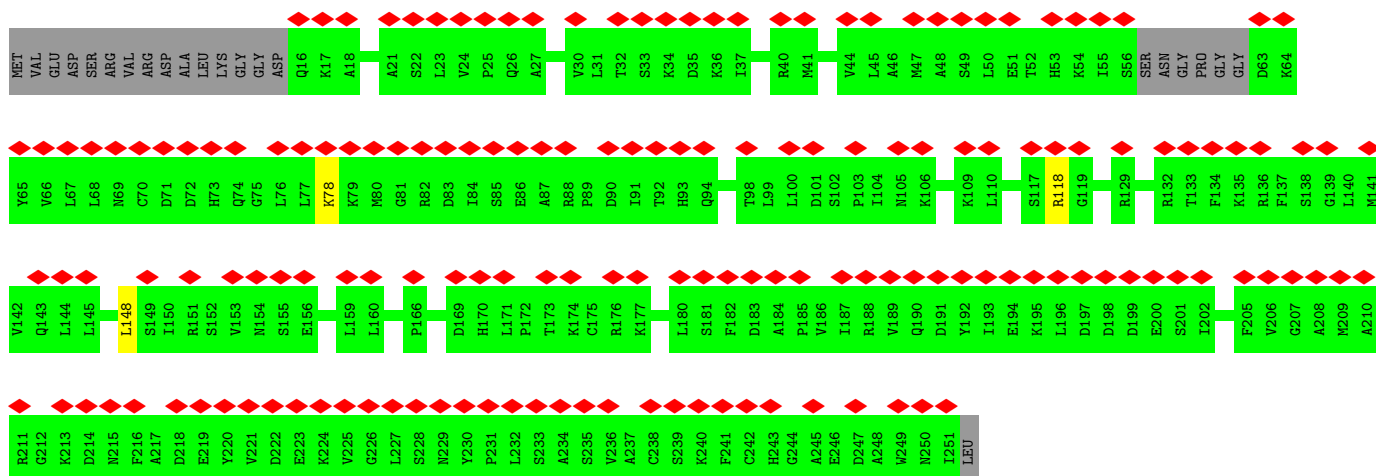 MET VAL GLU ASP SER ARG VAL ARG ASP ALA LEU LYS GLY GLY ASP Q16 K17 A18 A21 S22 L23 V24 P25 Q26 A27 V30 L31 T32 S33 K34 D35 K36 I37 R40 M41 V44 L45 A46 M47 A48 S49 L50 E51 T52 H53 K54 I55 S56 SER ASN GLY PRO GLY GLY D63 K64
Y65 V66 L67 L68 N69 C70 D71 D72 H73 Q74 G75 L76 L77 K78 K79 M80 G81 R82 D83 I84 S85 E86 A87 R88 P89 D90 I91 T92 H93 Q94 T98 L99 L100 D101 S102 P103 I104 N105 K106 K109 L110 S117 R118 G119 R129 R132 T133 F134 K135 R136 F137 S138 G139 L140 M141
V142 Q143 L144 L145 L148 S149 I150 R151 S152 V153 N154 S155 E156 L159 L160 P166 D169 H170 L171 P172 T173 K174 C175 R176 K177 L180 S181 F182 D183 A184 P185 V186 I187 R188 V189 Q190 D191 Y192 I193 E194 K195 L196 D197 D198 D199 E200 S201 I202 F205 V206 G207 A208 M209 A210
R211 G212 K213 D214 N215 F216 A217 D218 E219 Y220 V221 D222 E223 K224 V225 G226 L227 S228 N229 Y230 P231 L232 S233 A234 S235 V236 A237 C238 S239 K240 F241 C242 H243 G244 A245 E246 D247 A248 W249 N250 I251 LEU